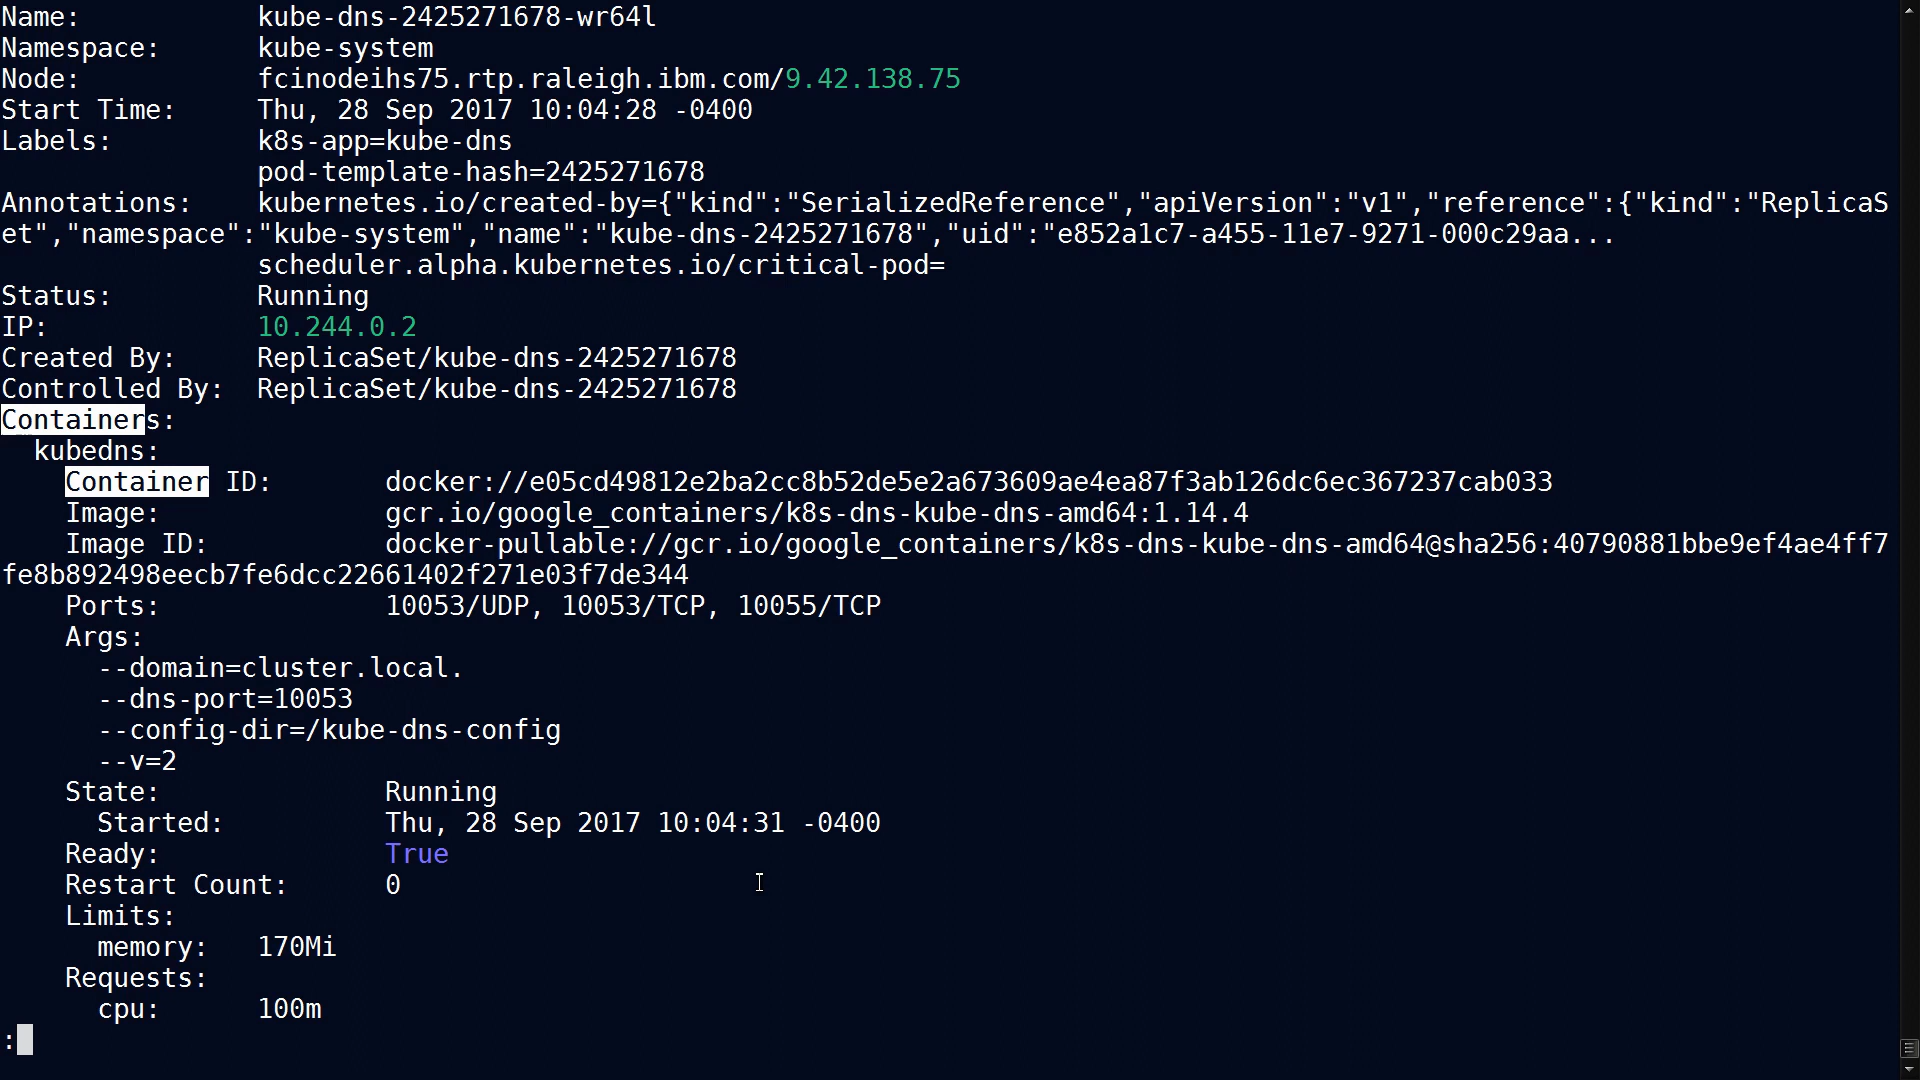 Name:           kube-dns-2425271678-wr64l
Namespace:      kube-system
Node:           fcinodeihs75.rtp.raleigh.ibm.com/9.42.138.75
Start Time:     Thu, 28 Sep 2017 10:04:28 -0400
Labels:         k8s-app=kube-dns
                pod-template-hash=2425271678
Annotations:    kubernetes.io/created-by={"kind":"SerializedReference","apiVersion":"v1","reference":{"kind":"ReplicaS
et","namespace":"kube-system","name":"kube-dns-2425271678","uid":"e852a1c7-a455-11e7-9271-000c29aa...
                scheduler.alpha.kubernetes.io/critical-pod=
Status:         Running
IP:             10.244.0.2
Created By:     ReplicaSet/kube-dns-2425271678
Controlled By:  ReplicaSet/kube-dns-2425271678
Containers:
  kubedns:
    Container ID:       docker://e05cd49812e2ba2cc8b52de5e2a673609ae4ea87f3ab126dc6ec367237cab033
    Image:              gcr.io/google_containers/k8s-dns-kube-dns-amd64:1.14.4
    Image ID:           docker-pullable://gcr.io/google_containers/k8s-dns-kube-dns-amd64@sha256:40790881bbe9ef4ae4ff7
fe8b892498eecb7fe6dcc22661402f271e03f7de344
    Ports:              10053/UDP, 10053/TCP, 10055/TCP
    Args:
      --domain=cluster.local.
      --dns-port=10053
      --config-dir=/kube-dns-config
      --v=2
    State:              Running
      Started:          Thu, 28 Sep 2017 10:04:31 -0400
    Ready:              True
    Restart Count:      0
    Limits:
      memory:   170Mi
    Requests:
      cpu:      100m
: